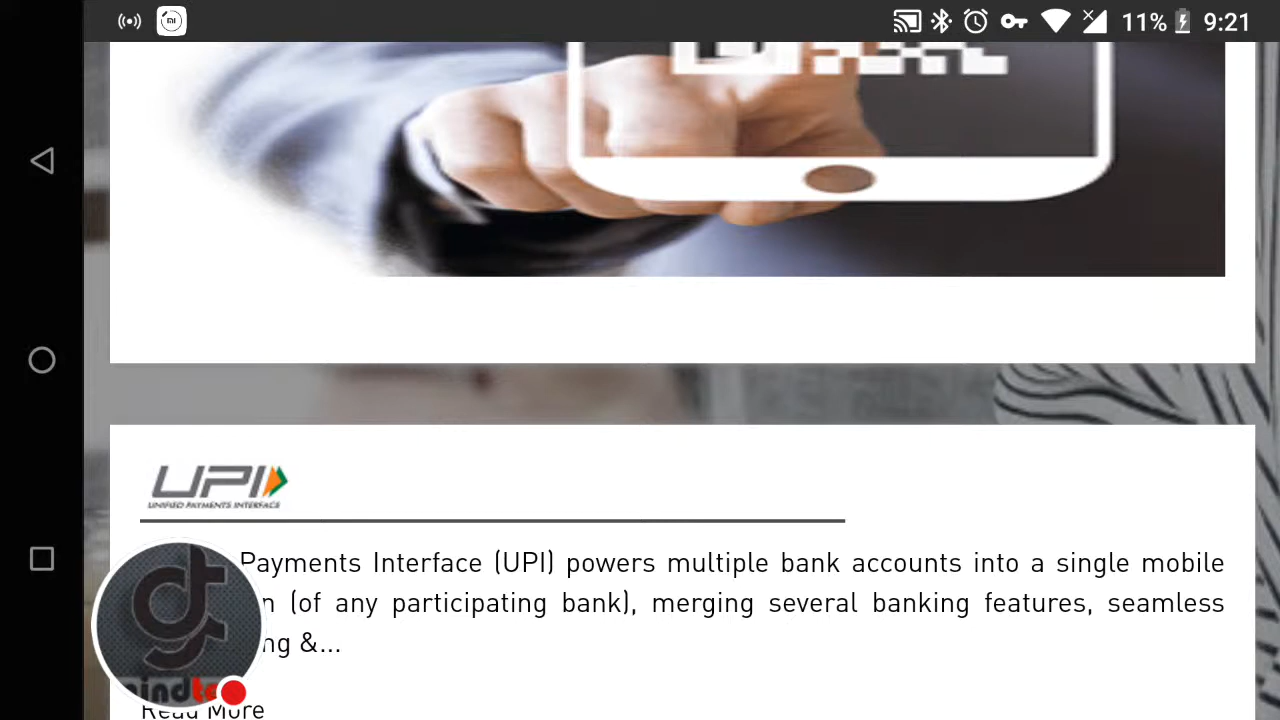 11% 9:21
UPI
UNIFIED PAYMENTS INTERFACE
Payments Interface (UPI) powers multiple bank accounts into a single mobile
(of any participating bank), merging several banking features, seamless
&...
Read More